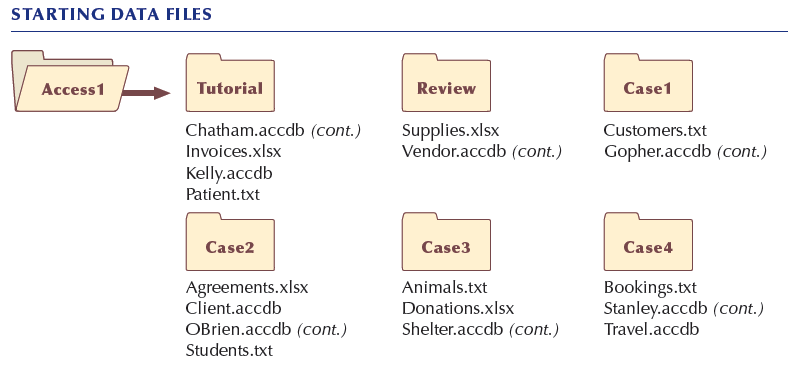 STARTING DATA FILES
Access1
Tutorial
Chatham.accdb (cont.)
Invoices.xlsx
Kelly.accdb
Patient.txt
Review
Supplies.xlsx
Vendor.accdb (cont.)
Case1
Customers.txt
Gopher.accdb (cont.)
Case2
Agreements.xlsx
Client.accdb
OBrien.accdb (cont.)
Students.txt
Case3
Animals.txt
Donations.xlsx
Shelter.accdb (cont.)
Case4
Bookings.txt
Stanley.accdb (cont.)
Travel.accdb